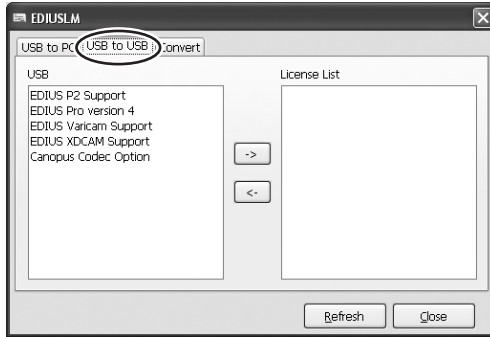 EDIUSLM
USB to PC USB to USB Convert
USB License List
EDIUS P2 Support
EDIUS Pro version 4
EDIUS Varicam Support
EDIUS XDCAM Support
Canopus Codec Option
->
<-
Refresh Close